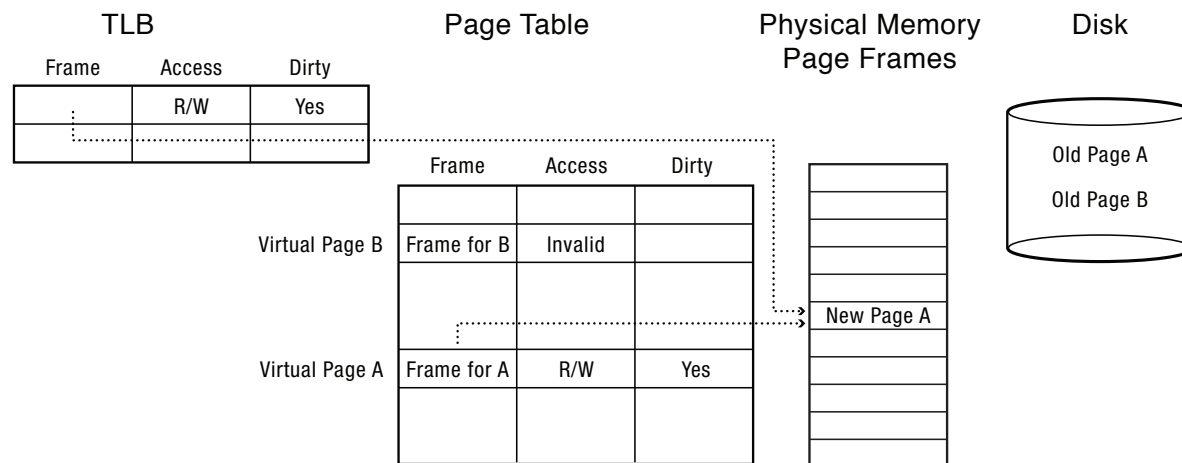 TLB
Page Table
Physical Memory
Page Frames
Disk
Frame Access Dirty
R/W Yes
Old Page A
Old Page B
Frame Access Dirty
Virtual Page B Frame for B Invalid
New Page A
Virtual Page A Frame for A R/W Yes